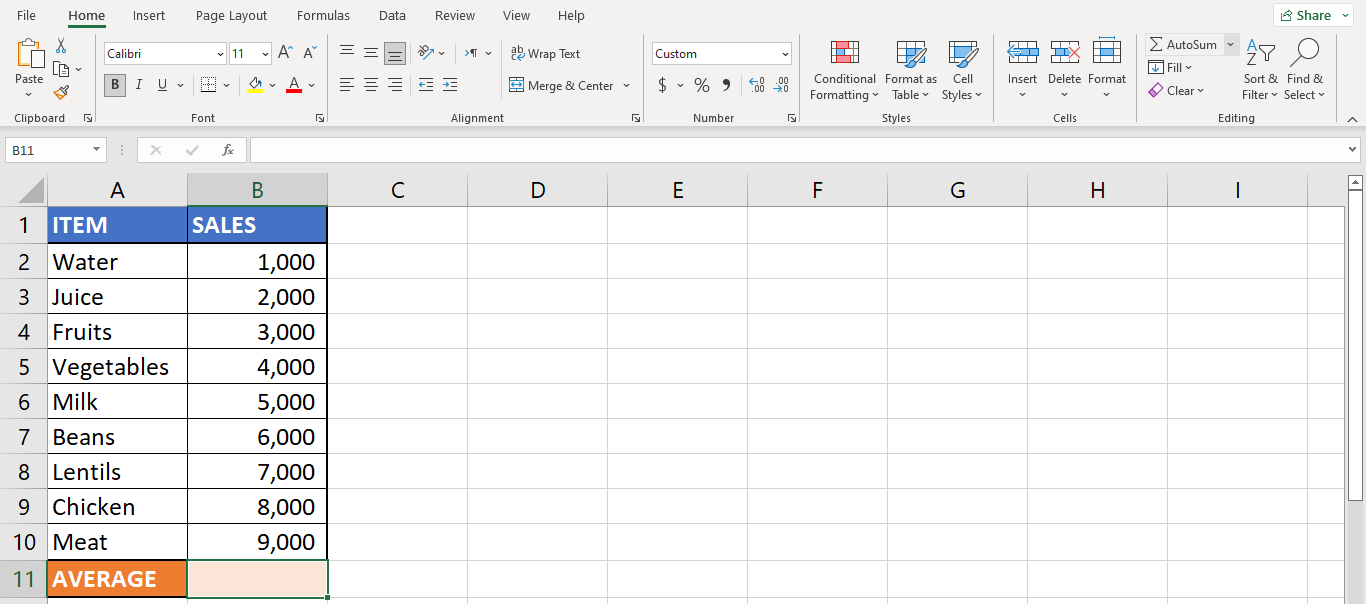 File Home Insert Page Layout Formulas Data Review View Help Share
Calibri 11 A^ A˅ ab Wrap Text Custom AutoSum
Paste B I U A Merge & Center $ % , .00 Conditional Formatting Format as Table Cell Styles Insert Delete Format Fill Clear Sort & Filter Find & Select
Clipboard Font Alignment Number Styles Cells Editing
B11 fx
A B C D E F G H I
1 ITEM SALES
2 Water 1,000
3 Juice 2,000
4 Fruits 3,000
5 Vegetables 4,000
6 Milk 5,000
7 Beans 6,000
8 Lentils 7,000
9 Chicken 8,000
10 Meat 9,000
11 AVERAGE